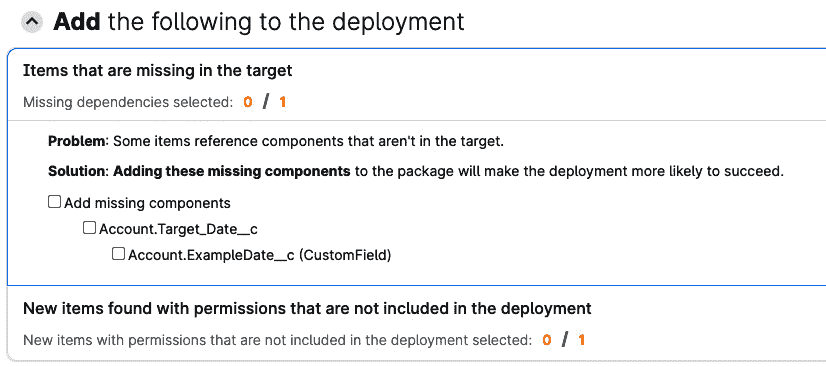 Add the following to the deployment
Items that are missing in the target
Missing dependencies selected: 0 / 1
Problem: Some items reference components that aren't in the target.
Solution: Adding these missing components to the package will make the deployment more likely to succeed.
Add missing components
Account.Target_Date__c
Account.ExampleDate__c (CustomField)
New items found with permissions that are not included in the deployment
New items with permissions that are not included in the deployment selected: 0 / 1